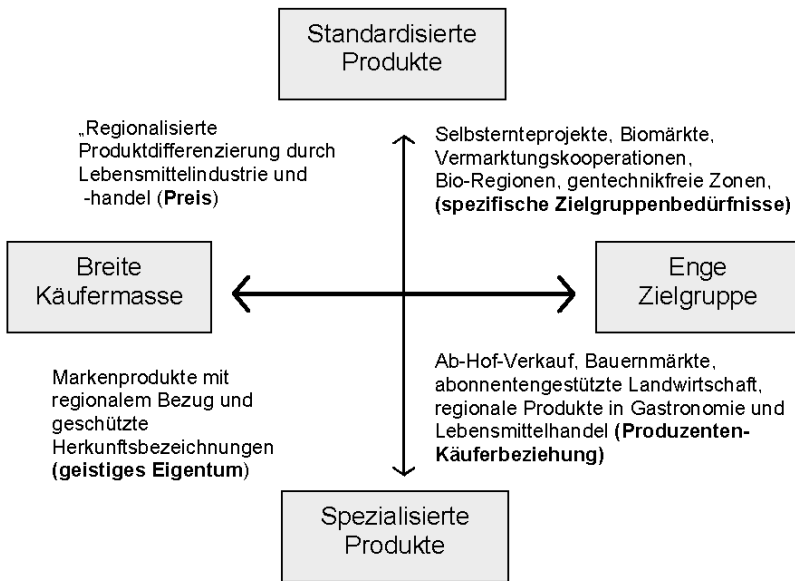 Standardisierte
Produkte
„Regionalisierte
Produktdifferenzierung durch
Lebensmittelindustrie und
-handel (Preis)
Selbsternteprojekte, Biomärkte,
Vermarktungskooperationen,
Bio-Regionen, gentechnikfreie Zonen,
(spezifische Zielgruppenbedürfnisse)
Breite
Käufermasse
Enge
Zielgruppe
Markenprodukte mit
regionalem Bezug und
geschützte
Herkunftsbezeichnungen
(geistiges Eigentum)
Ab-Hof-Verkauf, Bauernmärkte,
abonnentengestützte Landwirtschaft,
regionale Produkte in Gastronomie und
Lebensmittelhandel (Produzenten-
Käuferbeziehung)
Spezialisierte
Produkte